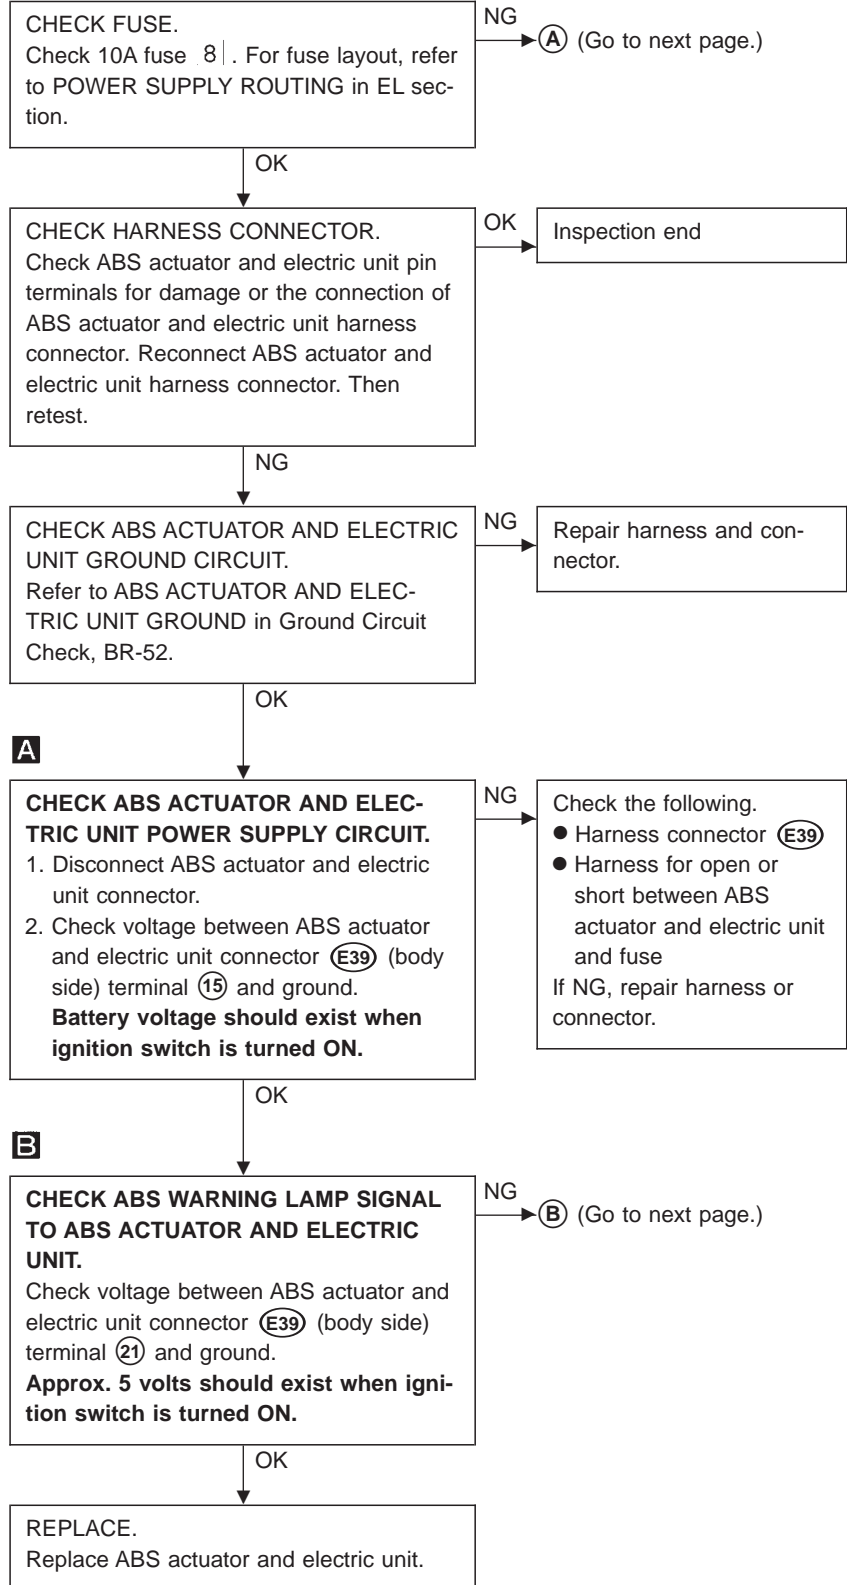 CHECK FUSE.
Check 10A fuse 8 . For fuse layout, refer
to POWER SUPPLY ROUTING in EL sec-
tion.
NG
A (Go to next page.)
OK
CHECK HARNESS CONNECTOR.
Check ABS actuator and electric unit pin
terminals for damage or the connection of
ABS actuator and electric unit harness
connector. Reconnect ABS actuator and
electric unit harness connector. Then
retest.
OK
Inspection end
NG
CHECK ABS ACTUATOR AND ELECTRIC
UNIT GROUND CIRCUIT.
Refer to ABS ACTUATOR AND ELEC-
TRIC UNIT GROUND in Ground Circuit
Check, BR-52.
NG
Repair harness and con-
nector.
OK
A
CHECK ABS ACTUATOR AND ELEC-
TRIC UNIT POWER SUPPLY CIRCUIT.
1. Disconnect ABS actuator and electric
unit connector.
2. Check voltage between ABS actuator
and electric unit connector E39 (body
side) terminal 15 and ground.
Battery voltage should exist when
ignition switch is turned ON.
NG
Check the following.
● Harness connector E39
● Harness for open or
short between ABS
actuator and electric unit
and fuse
If NG, repair harness or
connector.
OK
B
CHECK ABS WARNING LAMP SIGNAL
TO ABS ACTUATOR AND ELECTRIC
UNIT.
Check voltage between ABS actuator and
electric unit connector E39 (body side)
terminal 21 and ground.
Approx. 5 volts should exist when igni-
tion switch is turned ON.
NG
B (Go to next page.)
OK
REPLACE.
Replace ABS actuator and electric unit.